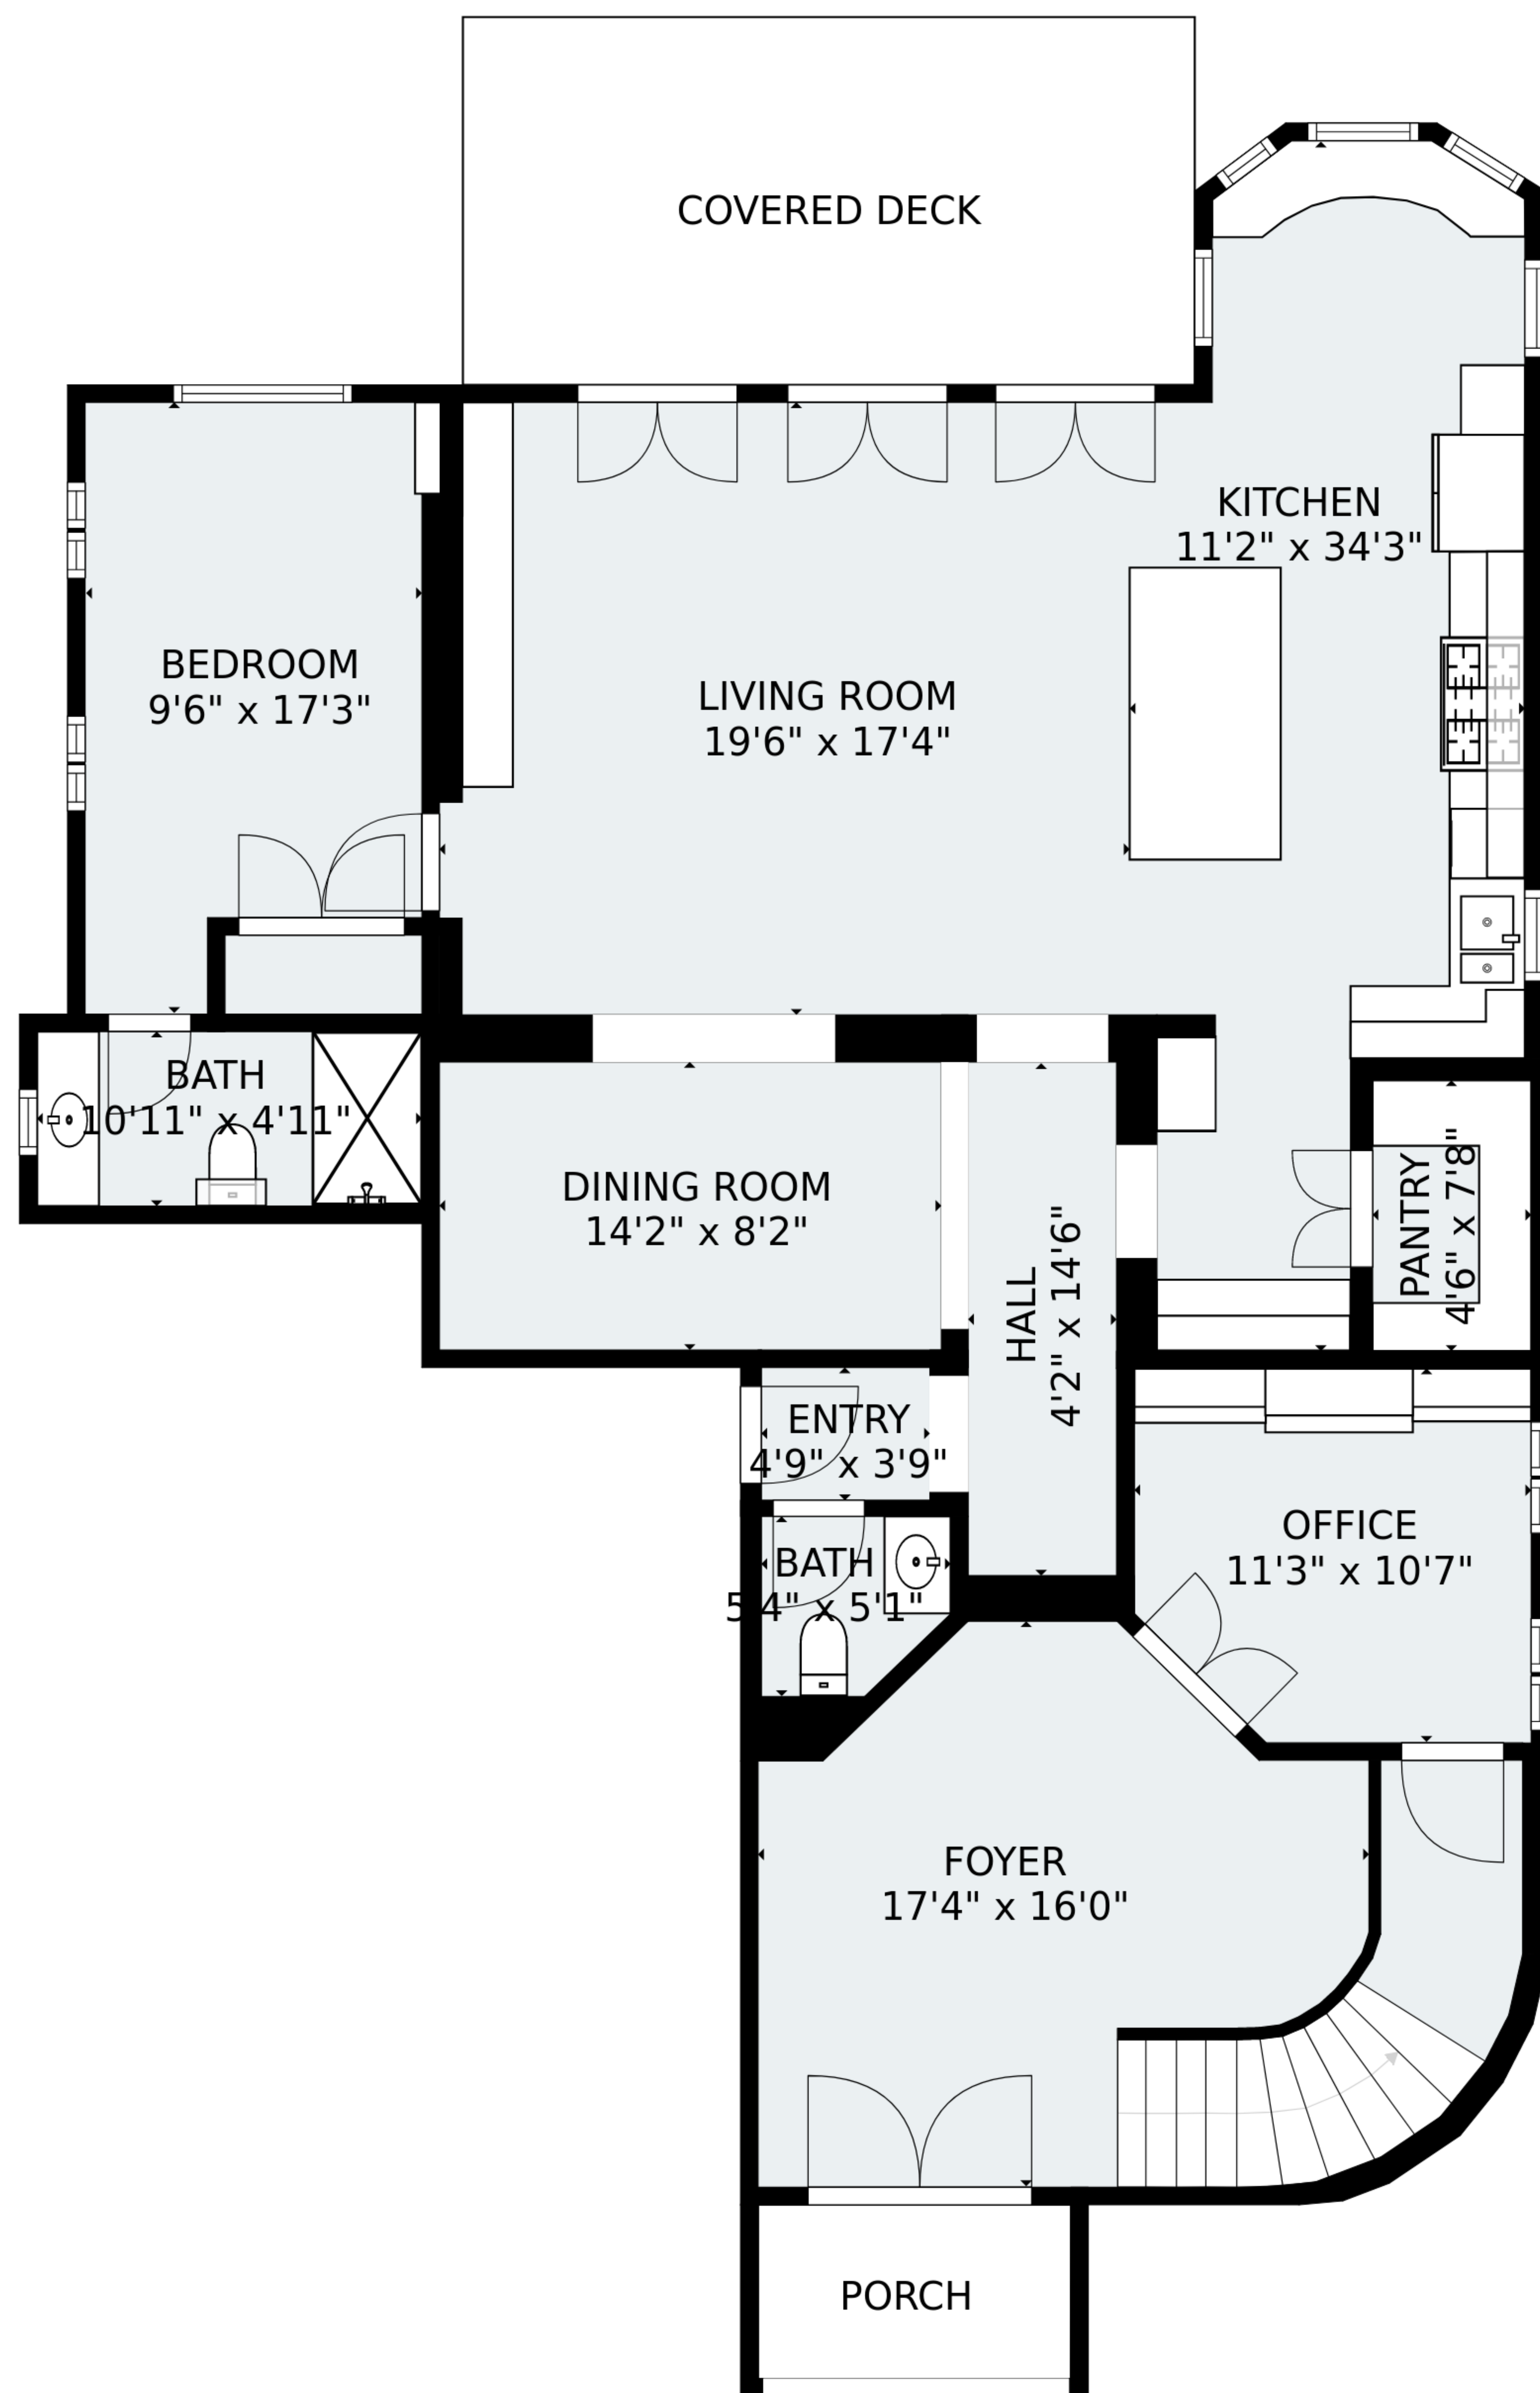 COVERED DECK
KITCHEN
11'2" x 34'3"
BEDROOM
9'6" x 17'3"
LIVING ROOM
19'6" x 17'4"
BATH
10'11" x 4'11"
DINING ROOM
14'2" x 8'2"
HALL
4'2" x 14'6"
PANTRY
4'6" x 7'8"
ENTRY
4'9" x 3'9"
OFFICE
11'3" x 10'7"
BATH
5'4" x 5'1"
FOYER
17'4" x 16'0"
PORCH